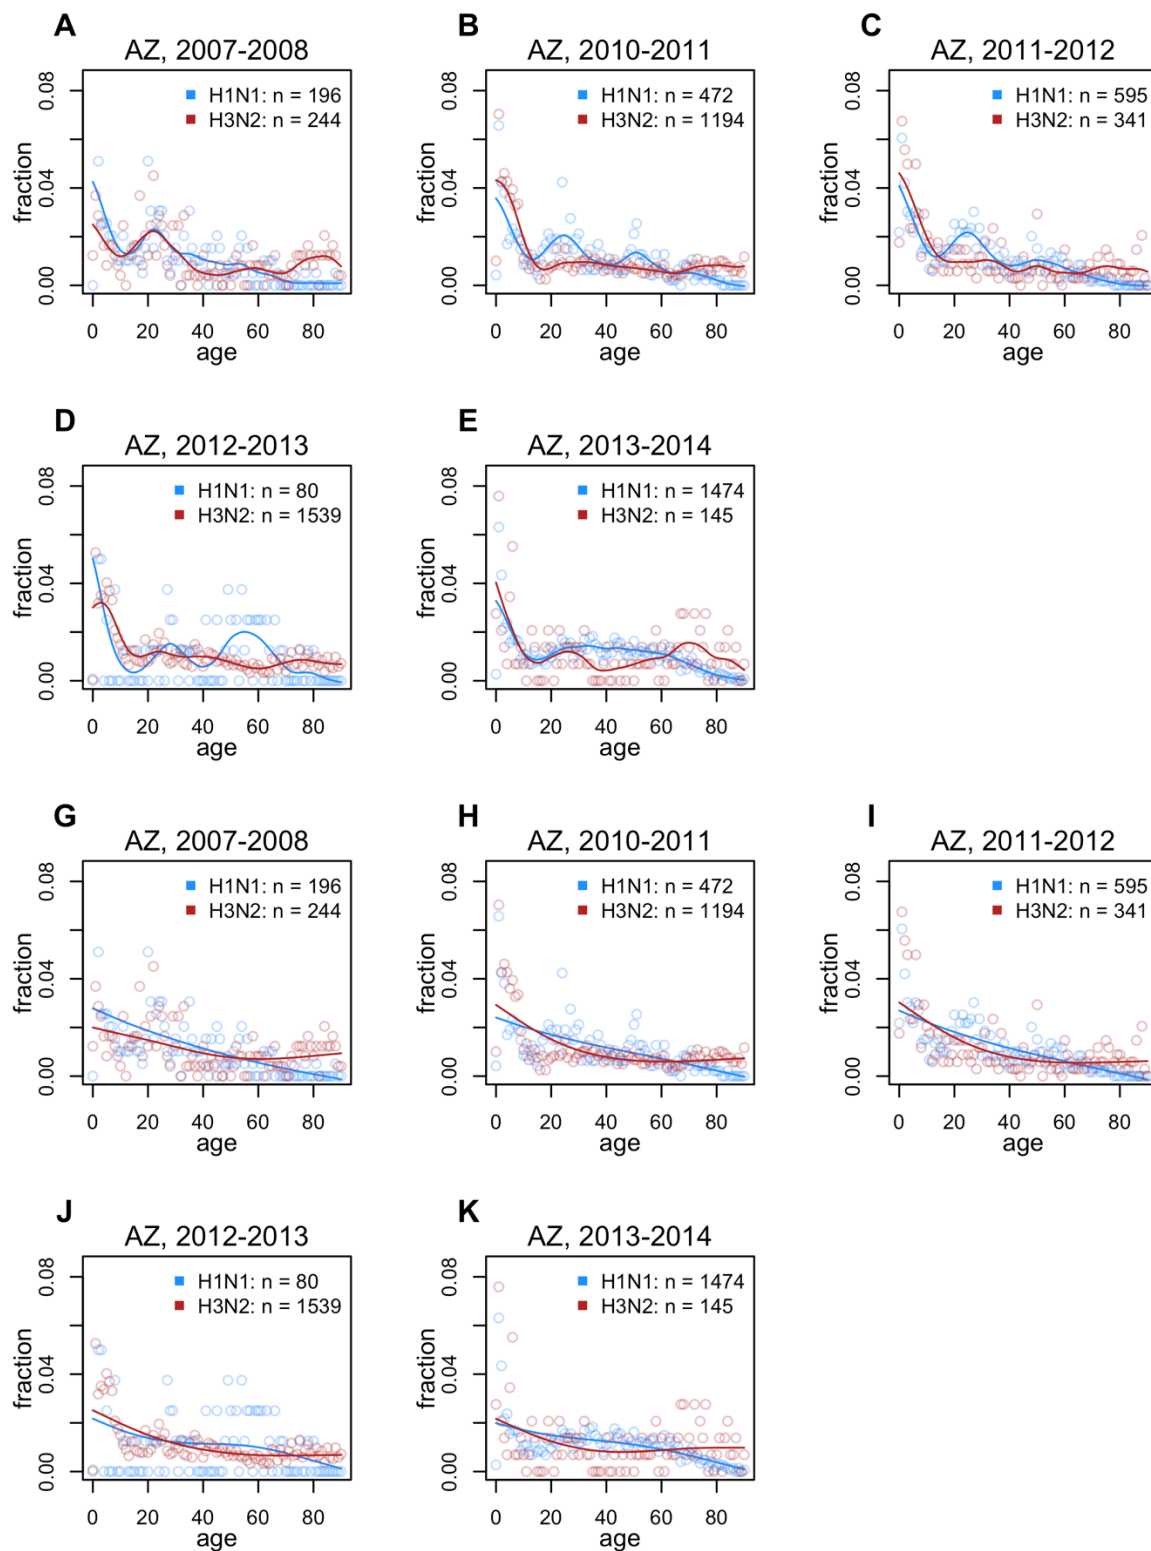 A
AZ, 2007-2008
H1N1: n = 196
H3N2: n = 244
fraction
0.00
0.04
0.08
0 20 40 60 80
age
B
AZ, 2010-2011
H1N1: n = 472
H3N2: n = 1194
fraction
0.00
0.04
0.08
0 20 40 60 80
age
C
AZ, 2011-2012
H1N1: n = 595
H3N2: n = 341
fraction
0.00
0.04
0.08
0 20 40 60 80
age
D
AZ, 2012-2013
H1N1: n = 80
H3N2: n = 1539
fraction
0.00
0.04
0.08
0 20 40 60 80
age
E
AZ, 2013-2014
H1N1: n = 1474
H3N2: n = 145
fraction
0.00
0.04
0.08
0 20 40 60 80
age
G
AZ, 2007-2008
H1N1: n = 196
H3N2: n = 244
fraction
0.00
0.04
0.08
0 20 40 60 80
age
H
AZ, 2010-2011
H1N1: n = 472
H3N2: n = 1194
fraction
0.00
0.04
0.08
0 20 40 60 80
age
I
AZ, 2011-2012
H1N1: n = 595
H3N2: n = 341
fraction
0.00
0.04
0.08
0 20 40 60 80
age
J
AZ, 2012-2013
H1N1: n = 80
H3N2: n = 1539
fraction
0.00
0.04
0.08
0 20 40 60 80
age
K
AZ, 2013-2014
H1N1: n = 1474
H3N2: n = 145
fraction
0.00
0.04
0.08
0 20 40 60 80
age